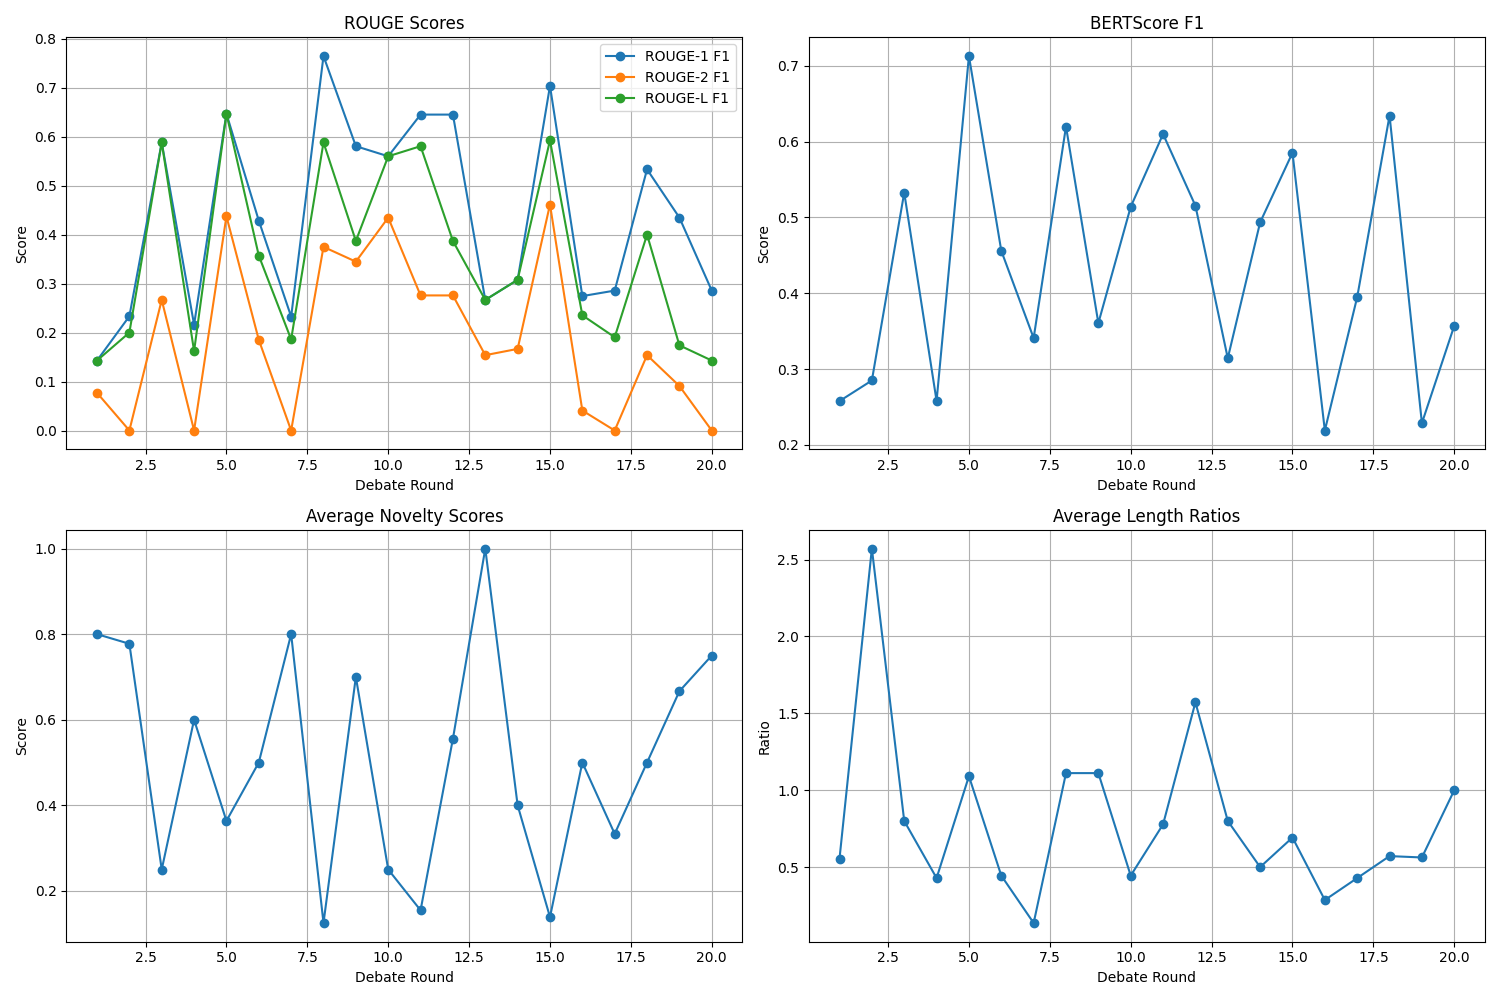 ROUGE Scores
Score
0.8
0.7
0.6
0.5
0.4
0.3
0.2
0.1
0.0
ROUGE-1 F1
ROUGE-2 F1
ROUGE-L F1
2.5 5.0 7.5 10.0 12.5 15.0 17.5 20.0
Debate Round
BERTScore F1
Score
0.7
0.6
0.5
0.4
0.3
0.2
2.5 5.0 7.5 10.0 12.5 15.0 17.5 20.0
Debate Round
Average Novelty Scores
Score
1.0
0.8
0.6
0.4
0.2
2.5 5.0 7.5 10.0 12.5 15.0 17.5 20.0
Debate Round
Average Length Ratios
Ratio
2.5
2.0
1.5
1.0
0.5
2.5 5.0 7.5 10.0 12.5 15.0 17.5 20.0
Debate Round